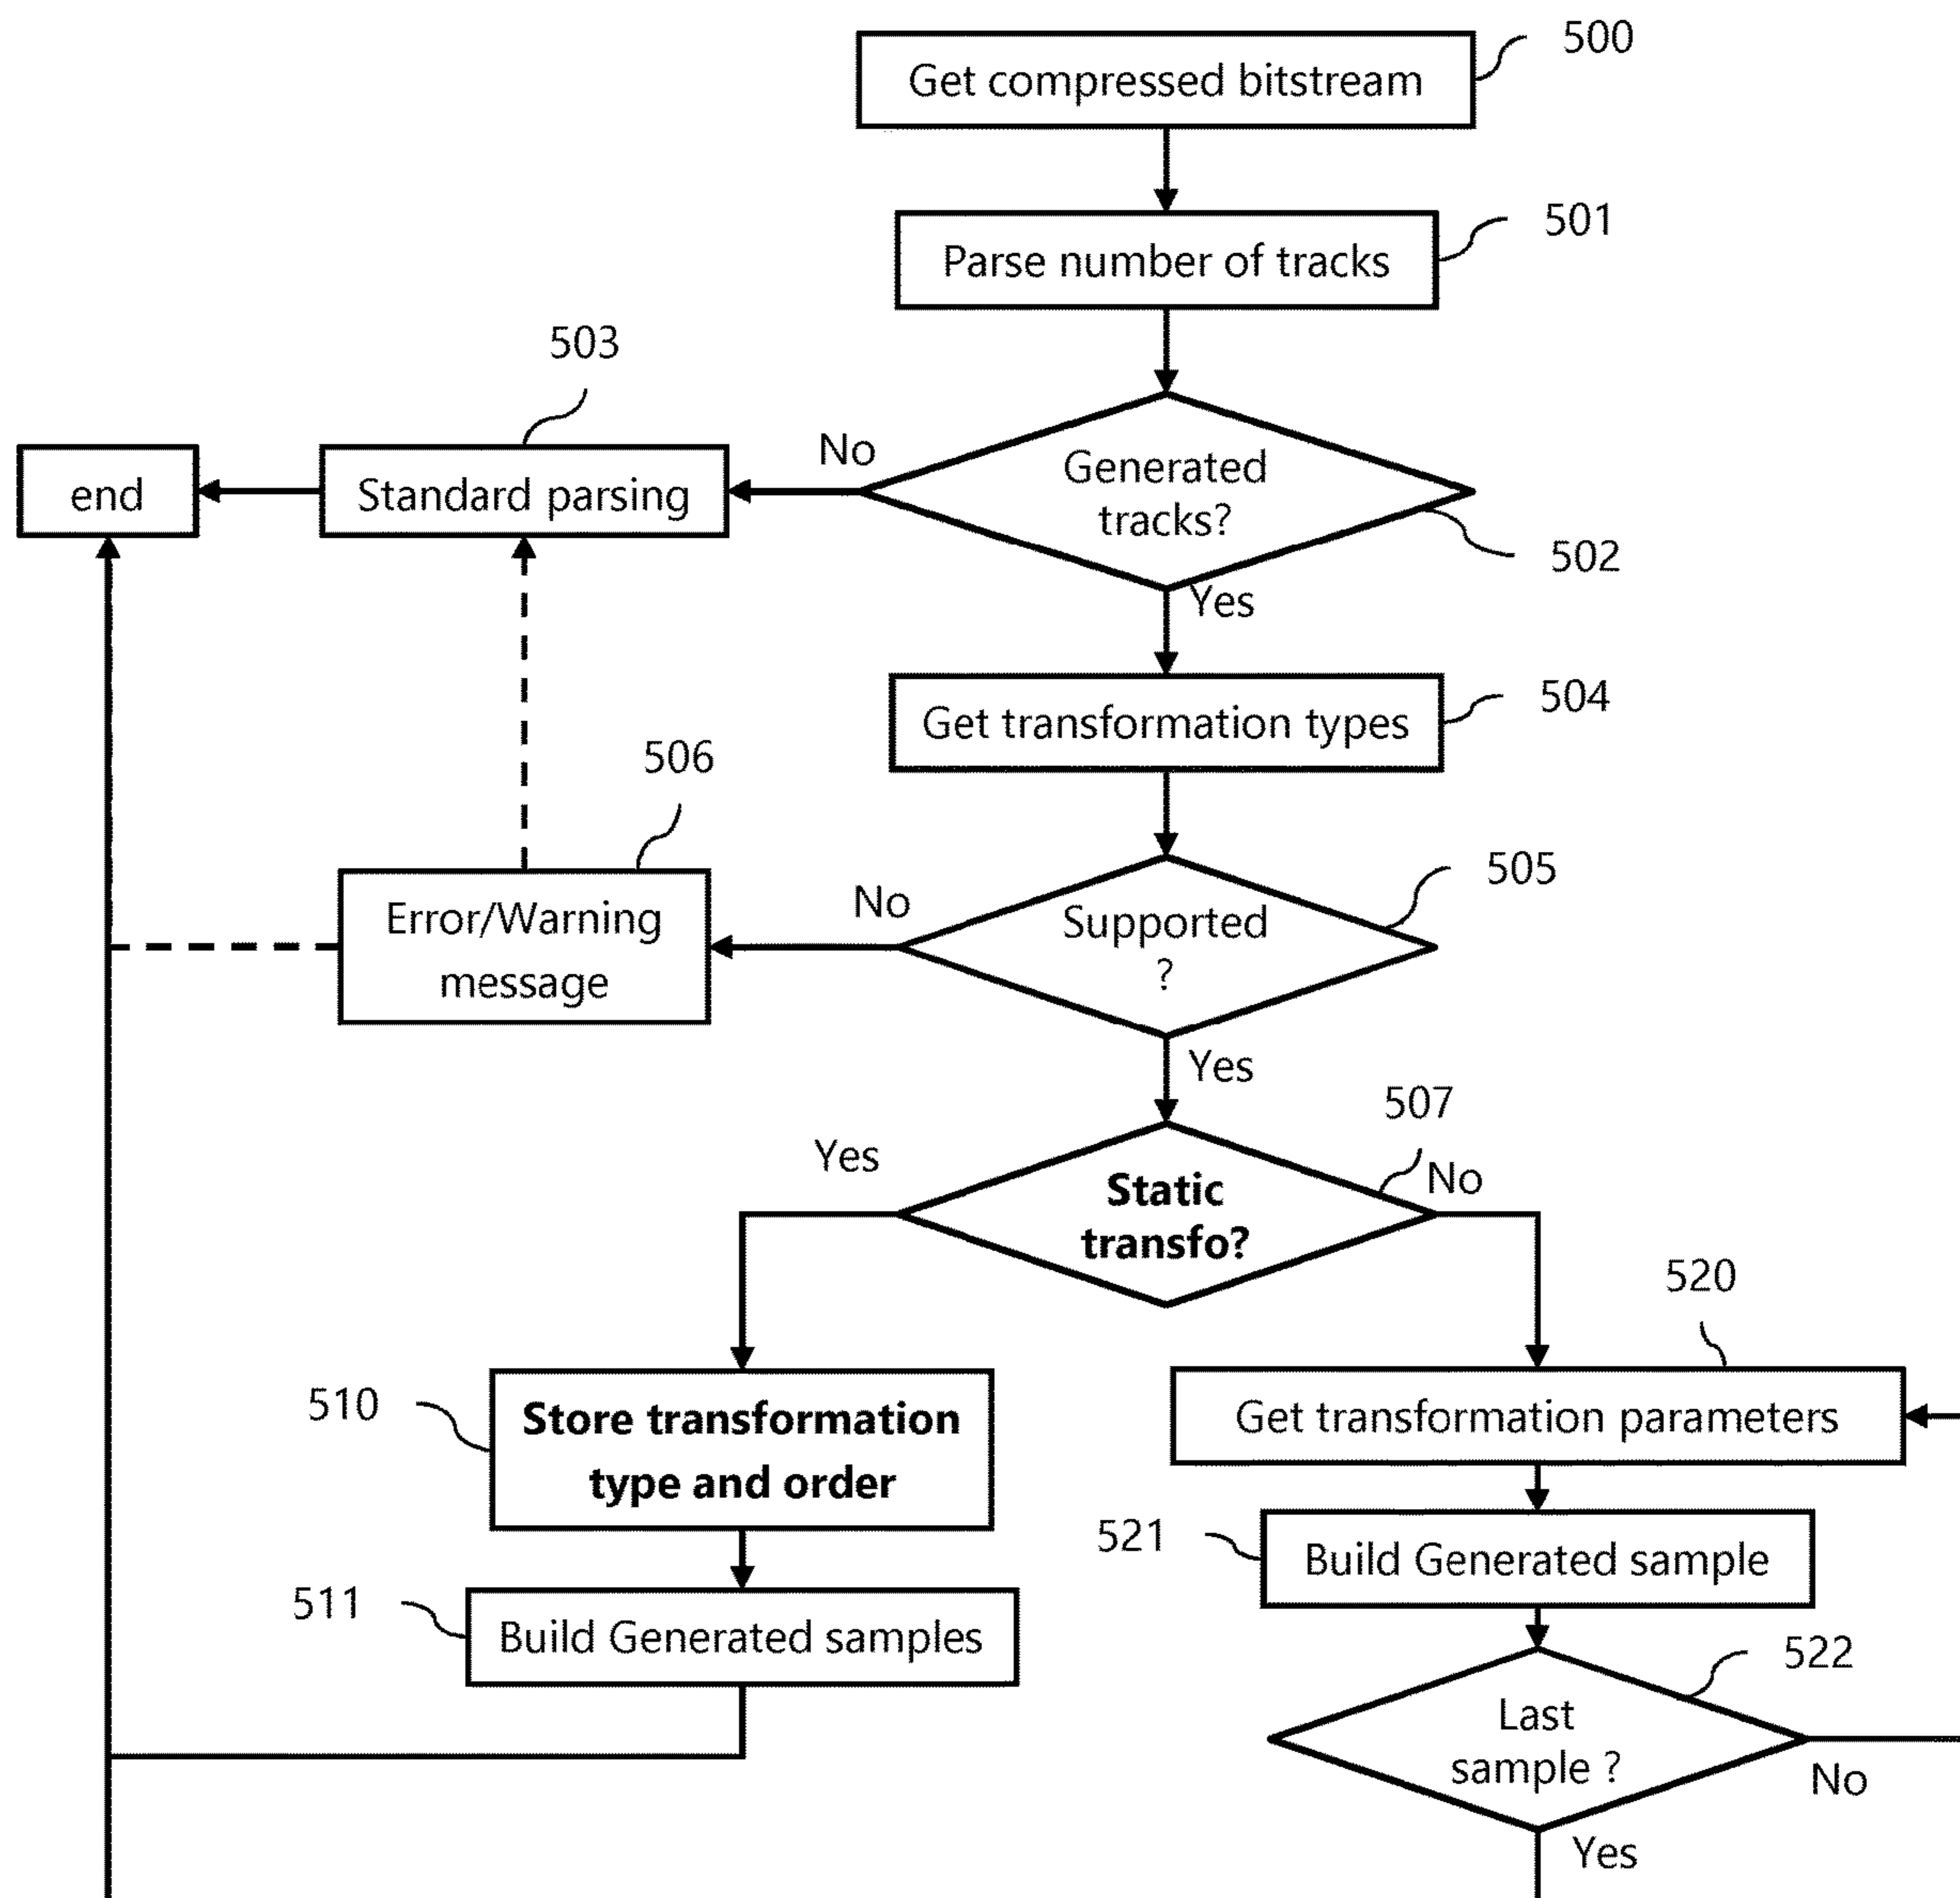 500
Get compressed bitstream
501
Parse number of tracks
503
end
Standard parsing
No
Generated
tracks?
502
Yes
504
Get transformation types
506
505
Error/Warning
message
No
Supported
?
Yes
507
Yes
No
Static
transfo?
520
510
Store transformation
type and order
Get transformation parameters
521
Build Generated sample
511
Build Generated samples
522
Last
sample ?
No
Yes